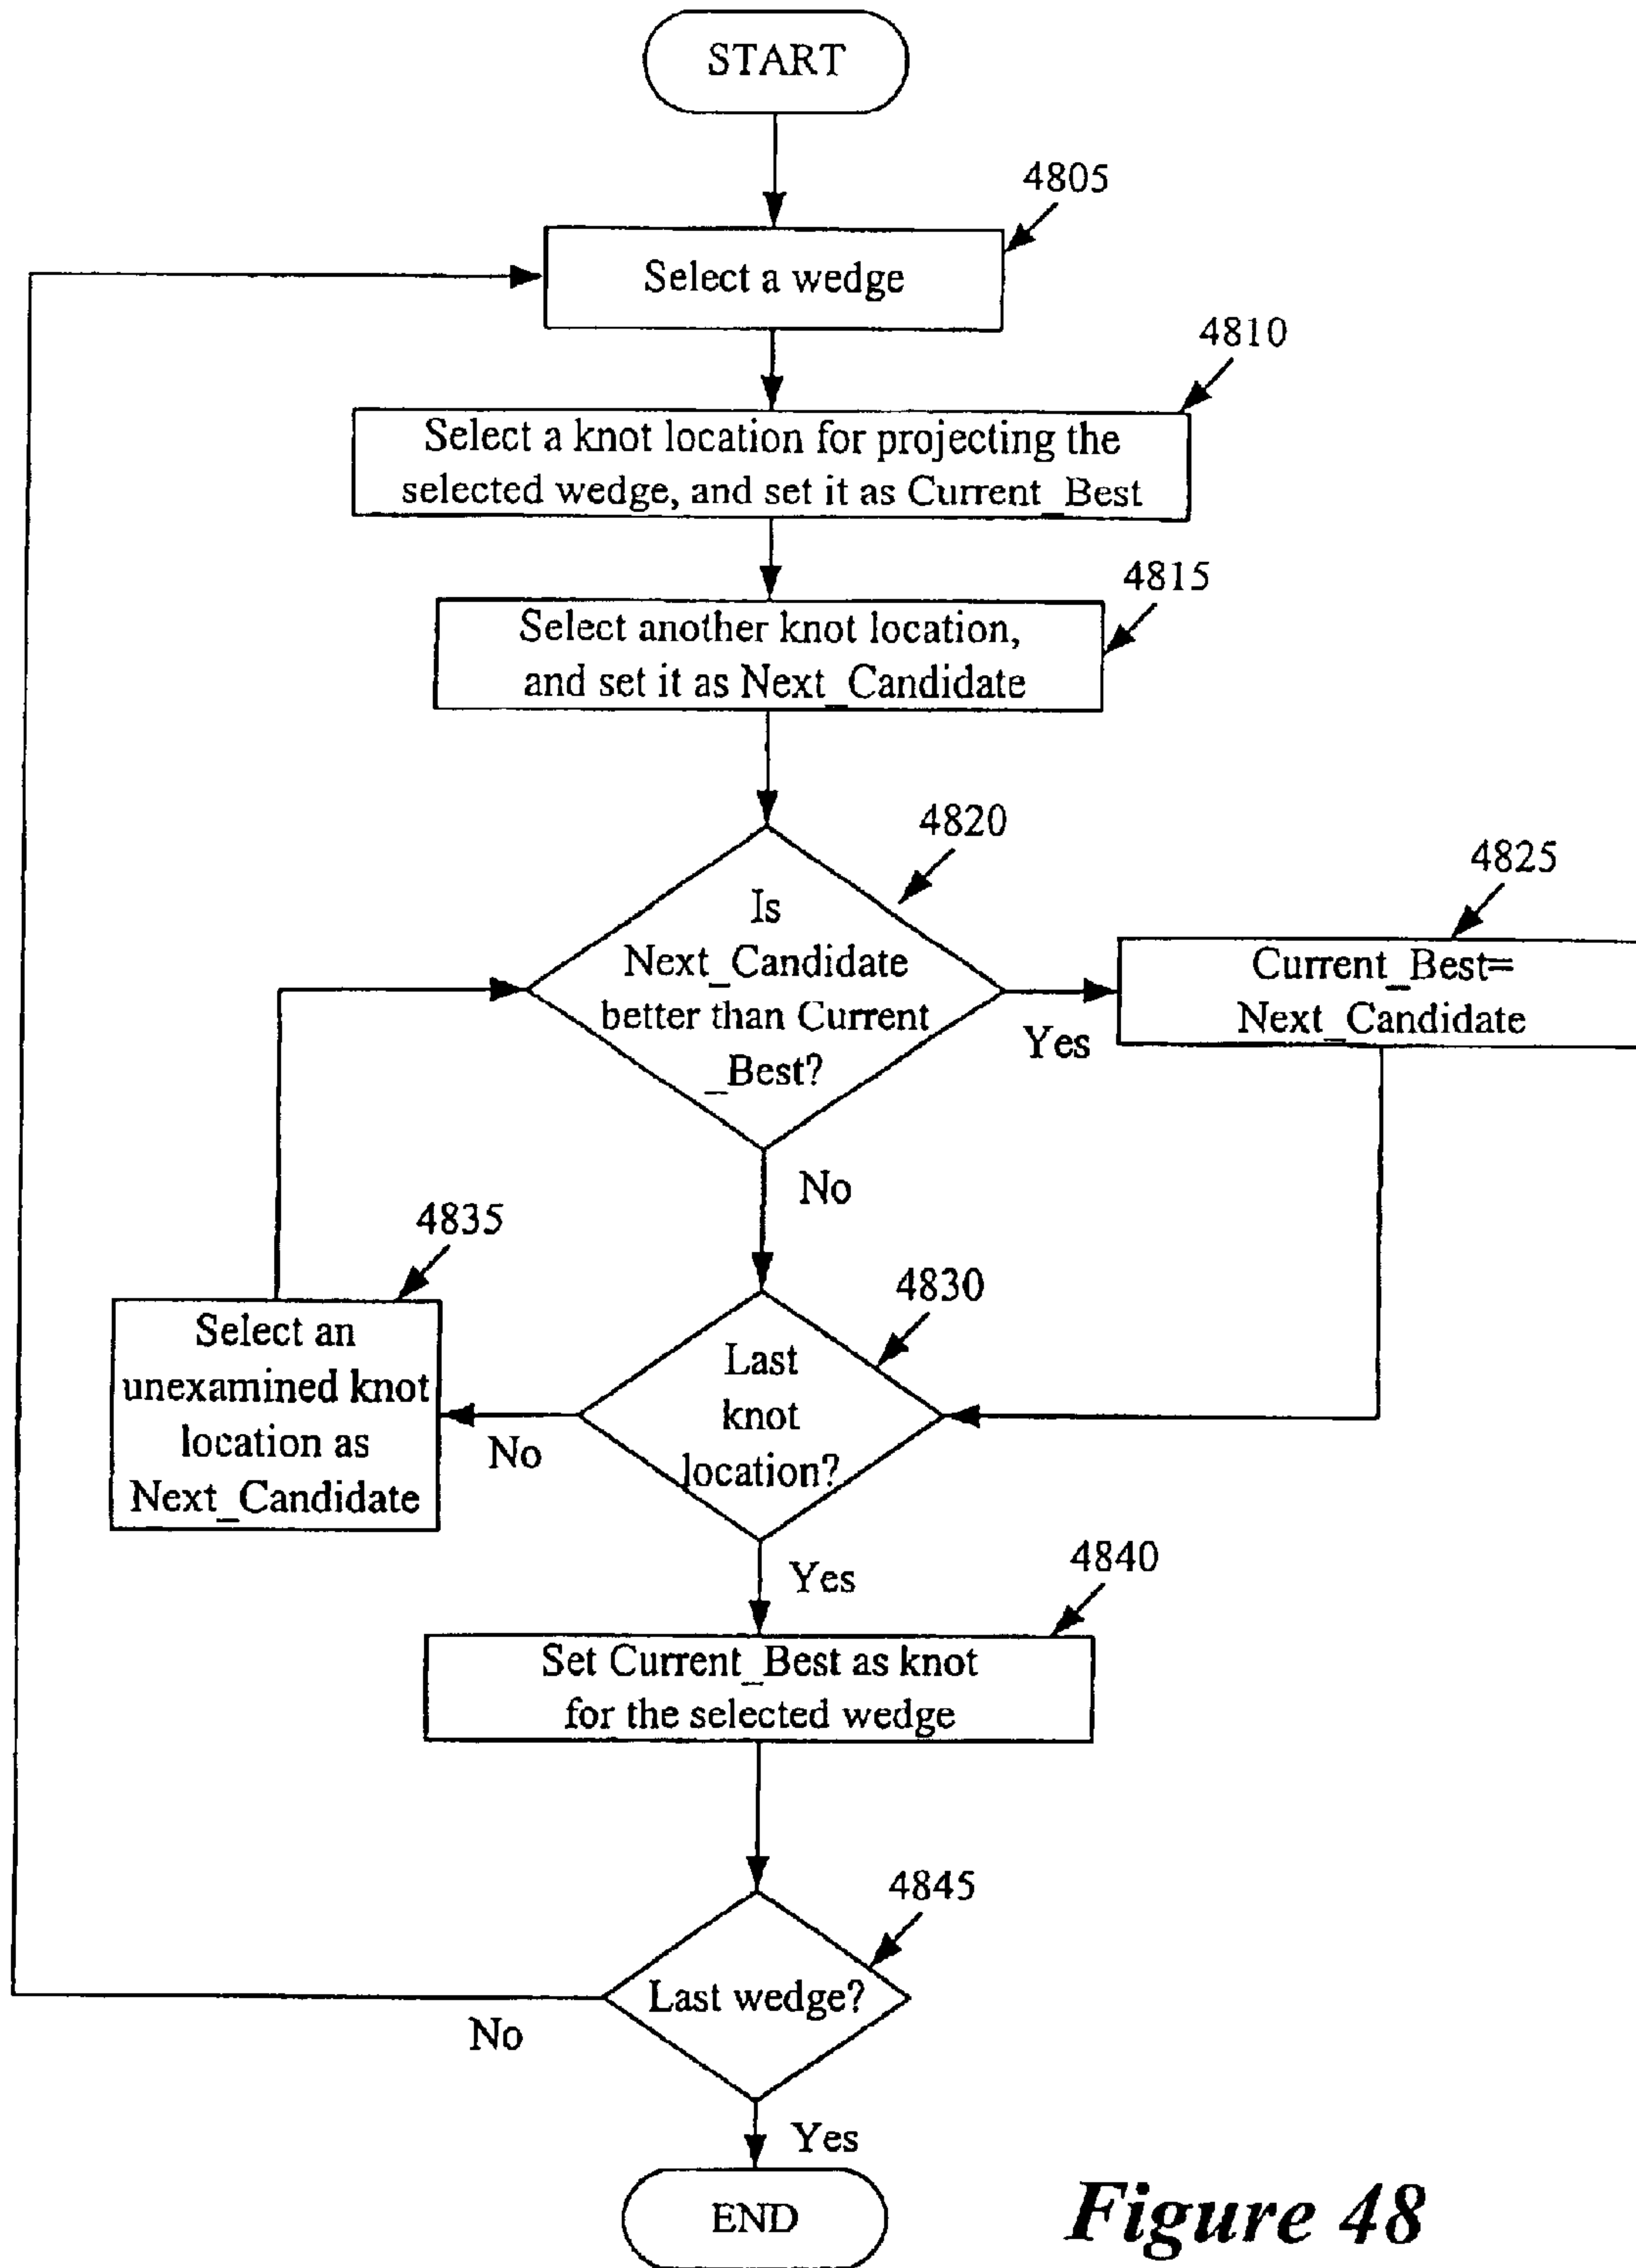 START
4805
Select a wedge
4810
Select a knot location for projecting the
selected wedge, and set it as Current_Best
4815
Select another knot location,
and set it as Next_Candidate
4820
Is
Next_Candidate
better than Current
_Best?
Yes
4825
Current_Best=
Next_Candidate
No
4835
Select an
unexamined knot
location as
Next_Candidate
4830
Last
knot
location?
No
Yes
4840
Set Current_Best as knot
for the selected wedge
4845
Last wedge?
No
Yes
END
Figure 48